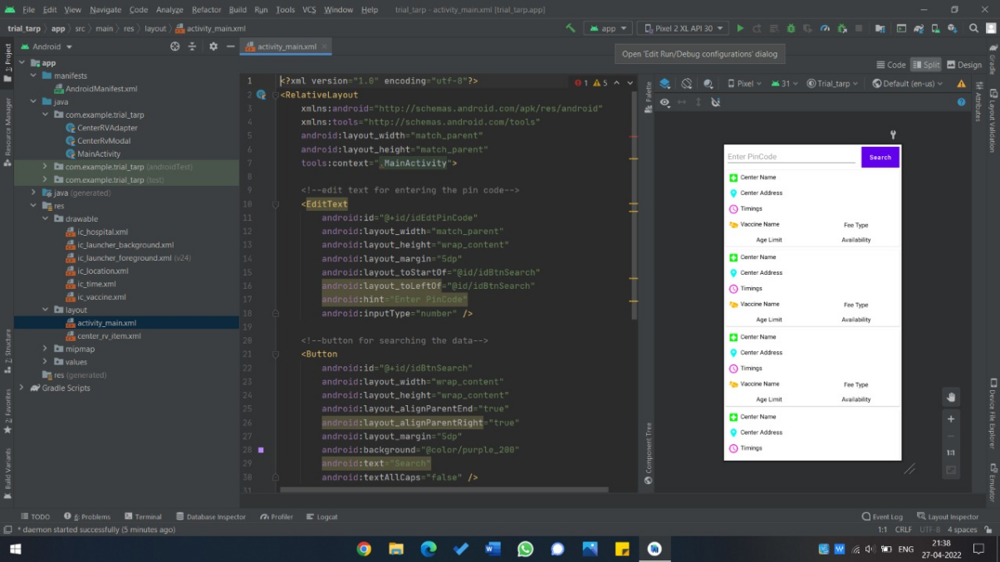 File Edit View Navigate Code Analyze Refactor Build Run Tools VCS Window Help trial_tarp - activity_main.xml [trial_tarp.app]
trial_tarp app src main res layout activity_main.xml
app Pixel 2 XL API 30
Android
activity_main.xml
Open 'Edit Run/Debug configurations' dialog
Code Split Design
1: Project
Resource Manager
2: Structure
2: Favorites
Build Variants
app
manifests
AndroidManifest.xml
java
com.example.trial_tarp
CenterRVAdapter
CenterRvModal
MainActivity
com.example.trial_tarp (androidTest)
com.example.trial_tarp (test)
java (generated)
res
drawable
ic_hospital.xml
ic_launcher_background.xml
ic_launcher_foreground.xml (v24)
ic_location.xml
ic_time.xml
ic_vaccine.xml
layout
activity_main.xml
center_rv_item.xml
mipmap
values
res (generated)
Gradle Scripts
1 <?xml version="1.0" encoding="utf-8"?>
1 5
2 <RelativeLayout
3 xmlns:android="http://schemas.android.com/apk/res/android"
4 xmlns:tools="http://schemas.android.com/tools"
5 android:layout_width="match_parent"
6 android:layout_height="match_parent"
7 tools:context=".MainActivity">
8
9 <!--edit text for entering the pin code-->
10 <EditText
11 android:id="@+id/idEdtPinCode"
12 android:layout_width="match_parent"
13 android:layout_height="wrap_content"
14 android:layout_margin="5dp"
15 android:layout_toStartOf="@id/idBtnSearch"
16 android:layout_toLeftOf="@id/idBtnSearch"
17 android:hint="Enter PinCode"
18 android:inputType="number" />
19
20 <!--button for searching the data-->
21 <Button
22 android:id="@+id/idBtnSearch"
23 android:layout_width="wrap_content"
24 android:layout_height="wrap_content"
25 android:layout_alignParentEnd="true"
26 android:layout_alignParentRight="true"
27 android:layout_margin="5dp"
28 android:background="@color/purple_200"
29 android:text="Search"
30 android:textAllCaps="false" />
31
Palette
Component Tree
Pixel 31 Trial_tarp Default (en-us)
Enter PinCode Search
Center Name
Center Address
Timings
Vaccine Name Fee Type
Age Limit Availability
Center Name
Center Address
Timings
Vaccine Name Fee Type
Age Limit Availability
Center Name
Center Address
Timings
Vaccine Name Fee Type
Age Limit Availability
Center Name
Center Address
Timings
1:1
Gradle
Attributes
Layout Validation
Device File Explorer
Emulator
TODO 6: Problems Terminal Database Inspector Profiler Logcat
Event Log Layout Inspector
* daemon started successfully (5 minutes ago)
1:1 CRLF UTF-8 4 spaces
ENG
21:38
27-04-2022